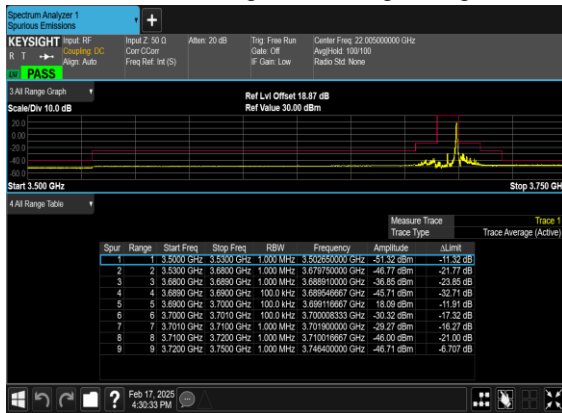 Spectrum Analyzer 1
Spurious Emissions
+
KEYSIGHT Input: RF Input Z: 50 Ω Atten: 20 dB Trig: Free Run Center Freq: 22.005000000 GHz
R T Coupling: DC Corr CCorr Gate: Off Avg|Hold: 100/100
Align: Auto Freq Ref: Int (S) IF Gain: Low Radio Std: None
PASS
3 All Range Graph
Ref Lvl Offset 18.87 dB
Scale/Div 10.0 dB Ref Value 30.00 dBm
20.0
0.00
-20.0
-40.0
-60.0
Start 3.500 GHz Stop 3.750 GH
4 All Range Table
Measure Trace Trace 1
Trace Type Trace Average (Active)
Spur Range Start Freq Stop Freq RBW Frequency Amplitude ΔLimit
1 1 3.5000 GHz 3.5300 GHz 1.000 MHz 3.502650000 GHz -51.32 dBm -11.32 dB
2 2 3.5300 GHz 3.6800 GHz 1.000 MHz 3.679750000 GHz -46.77 dBm -21.77 dB
3 3 3.6800 GHz 3.6890 GHz 1.000 MHz 3.688910000 GHz -36.85 dBm -23.85 dB
4 4 3.6890 GHz 3.6900 GHz 100.0 kHz 3.689546667 GHz -45.71 dBm -32.71 dB
5 5 3.6900 GHz 3.7000 GHz 100.0 kHz 3.699116667 GHz 18.09 dBm -11.91 dB
6 6 3.7000 GHz 3.7010 GHz 100.0 kHz 3.700008333 GHz -30.32 dBm -17.32 dB
7 7 3.7010 GHz 3.7100 GHz 1.000 MHz 3.701900000 GHz -29.27 dBm -16.27 dB
8 8 3.7100 GHz 3.7200 GHz 1.000 MHz 3.710016667 GHz -46.00 dBm -21.00 dB
9 9 3.7200 GHz 3.7500 GHz 1.000 MHz 3.746400000 GHz -46.71 dBm -6.707 dB
? Feb 17, 2025
4:30:33 PM